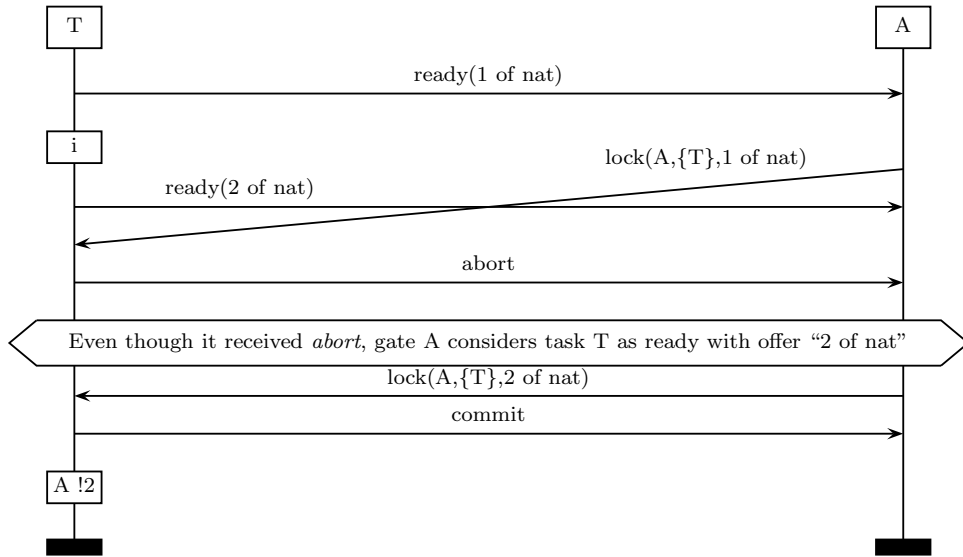 T
A
ready(1 of nat)
i
lock(A,{T},1 of nat)
ready(2 of nat)
abort
Even though it received abort, gate A considers task T as ready with offer “2 of nat”
lock(A,{T},2 of nat)
commit
A !2